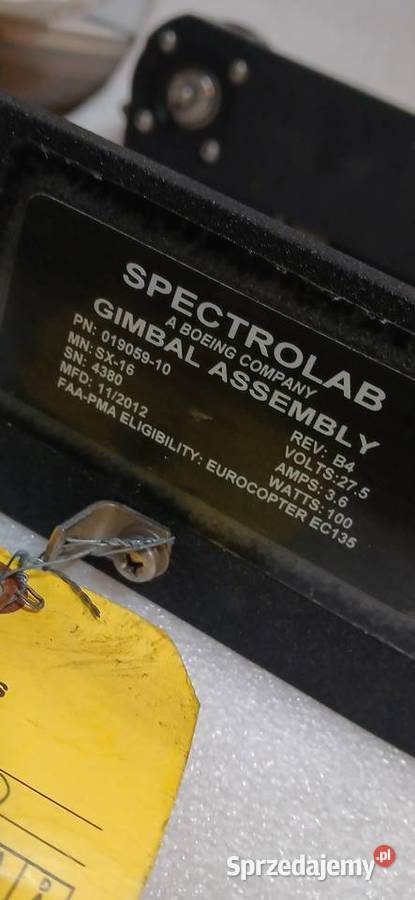 SPECTROLAB
A BOEING COMPANY
GIMBAL ASSEMBLY
PN: 019059-10
MN: SX-16 REV: B4
SN: 4380 VOLTS:27.5
MFD: 11/2012 AMPS: 3.6
WATTS: 100
FAA-PMA ELIGIBILITY: EUROCOPTER EC135
s
Sprzedajemy.pl